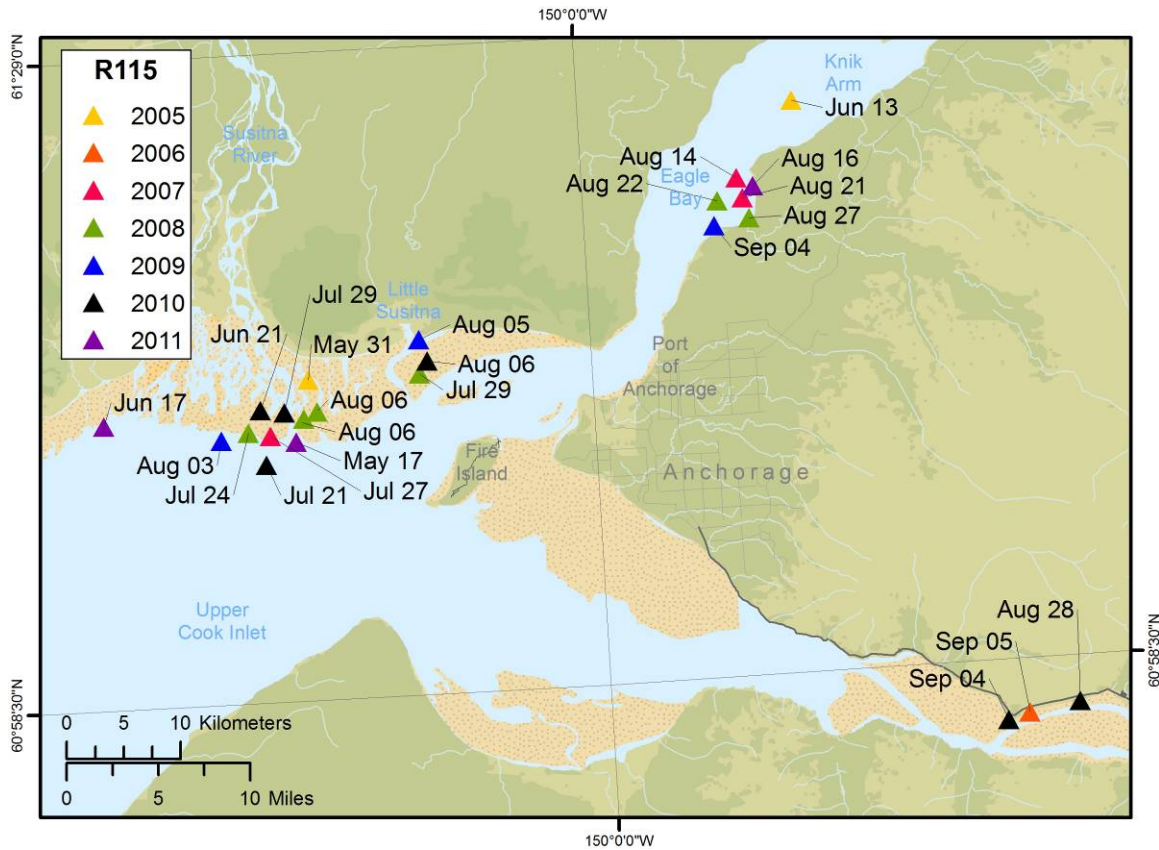 150°0'0"W
61°29'0"N
R115
2005
2006
2007
2008
2009
2010
2011
Susitna
River
Knik
Arm
Jun 13
Aug 14
Eagle
Bay
Aug 16
Aug 22
Aug 21
Aug 27
Sep 04
Jul 29
Little
Susitna
Jun 21
May 31
Aug 05
Aug 06
Jul 29
Port
of
Anchorage
Jun 17
Aug 06
Aug 06
May 17
Aug 03
Jul 24
Jul 21
Jul 27
Fire
Island
Anchorage
Upper
Cook Inlet
Aug 28
Sep 05
Sep 04
60°58'30"N
60°58'30"N
0 5 10 Kilometers
0 5 10 Miles
150°0'0"W